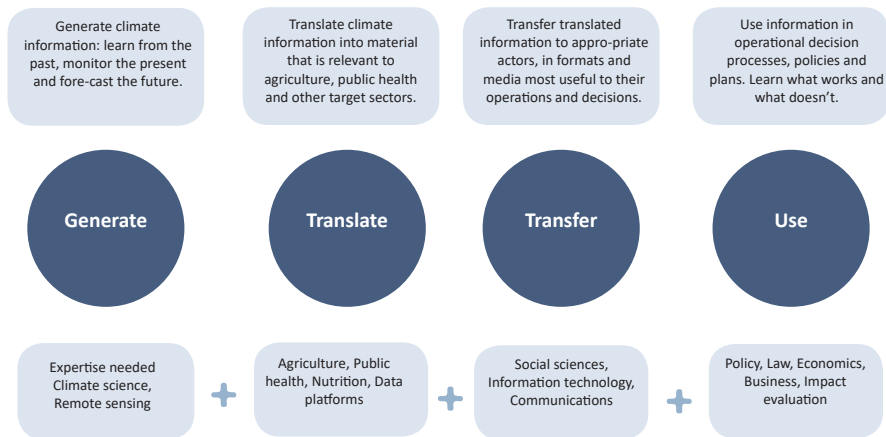 Generate climate
information: learn from the
past, monitor the present
and fore-cast the future.
Translate climate
information into material
that is relevant to
agriculture, public health
and other target sectors.
Transfer translated
information to appro-priate
actors, in formats and
media most useful to their
operations and decisions.
Use information in
operational decision
processes, policies and
plans. Learn what works and
what doesn't.
Generate
Translate
Transfer
Use
Expertise needed
Climate science,
Remote sensing
Agriculture, Public
health, Nutrition, Data
platforms
Social sciences,
Information technology,
Communications
Policy, Law, Economics,
Business, Impact
evaluation